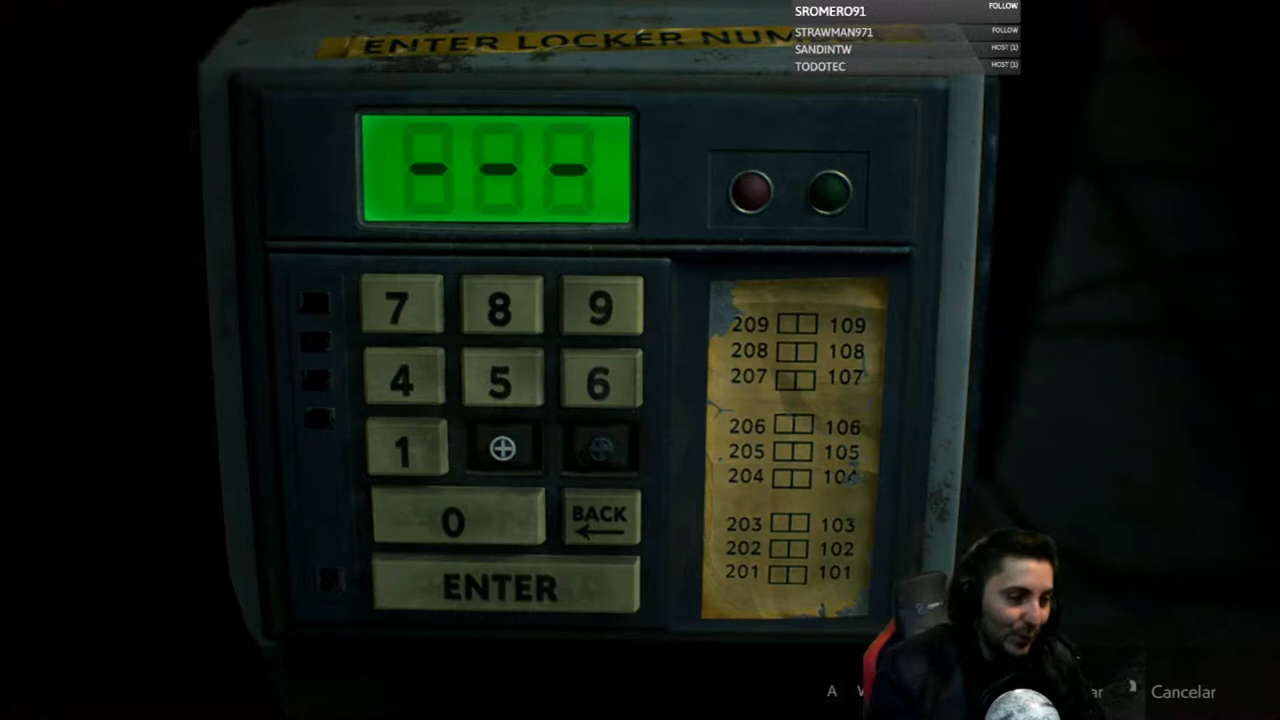 SROMERO91 FOLLOW
STRAWMAN971 FOLLOW
SANDINTW HOST (1)
TODOTEC HOST (1)
ENTER LOCKER
7 8 9
4 5 6
1
0 BACK
ENTER
209 109
208 108
207 107
206 106
205 105
204 104
203 103
202 102
201 101
A Cancelar